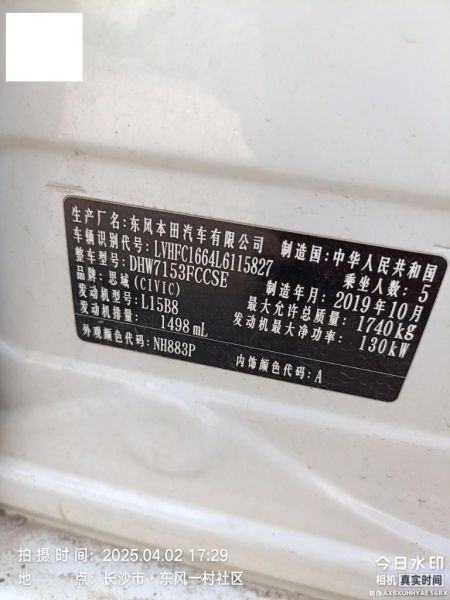 生产厂名:东风本田汽车有限公司 制造国:中华人民共和国
车辆识别代号:LVHFC1664L6115827 乘坐人数:5
整车型号:DHW7153FCCSE 制造年月:2019年10月
品牌:思域(CIVIC) 最大允许总质量:1740kg
发动机型号:L15B8 发动机最大净功率:130kW
发动机排量:1498 mL
外观颜色代码:NH883P 内饰颜色代码:A
拍摄时间:2025.04.02 17:29
地点:长沙市·东风一村社区
今日水印
相机 真实时间
防伪 AXBXUHHYAES6RX